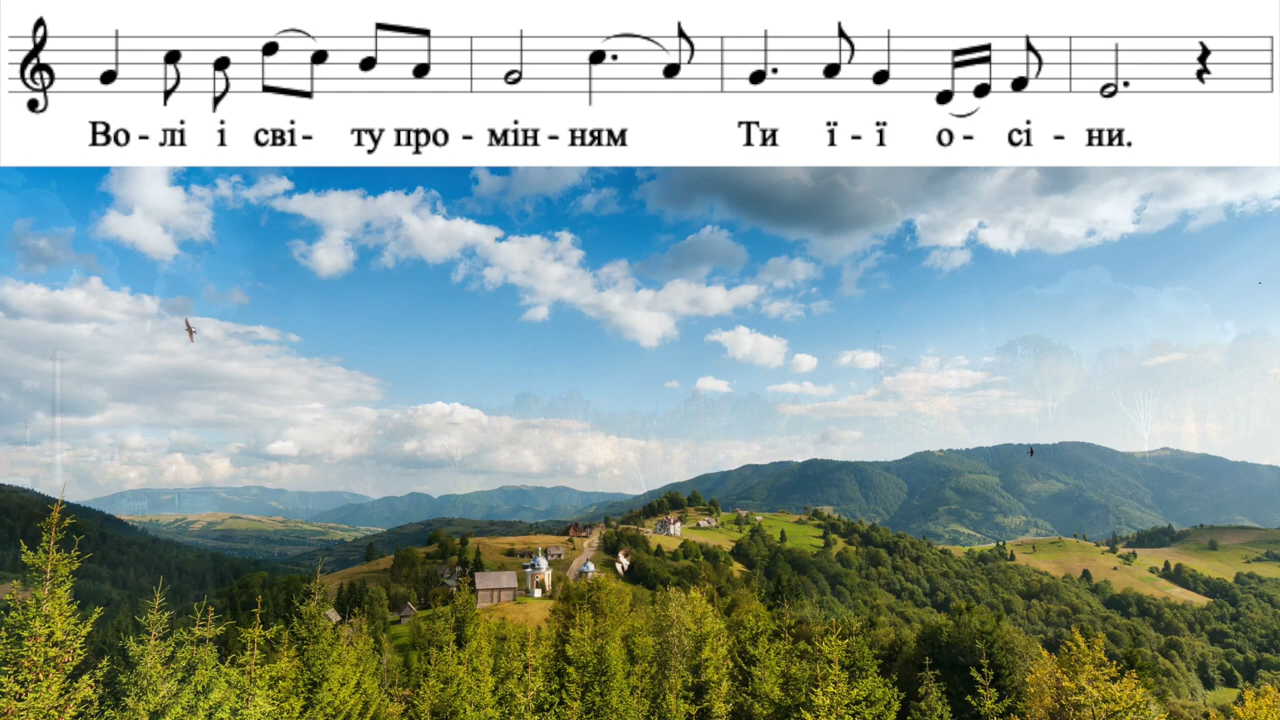 Во - лі і сві- ту про - мін - ням Ти ї - ї о - сі - ни.